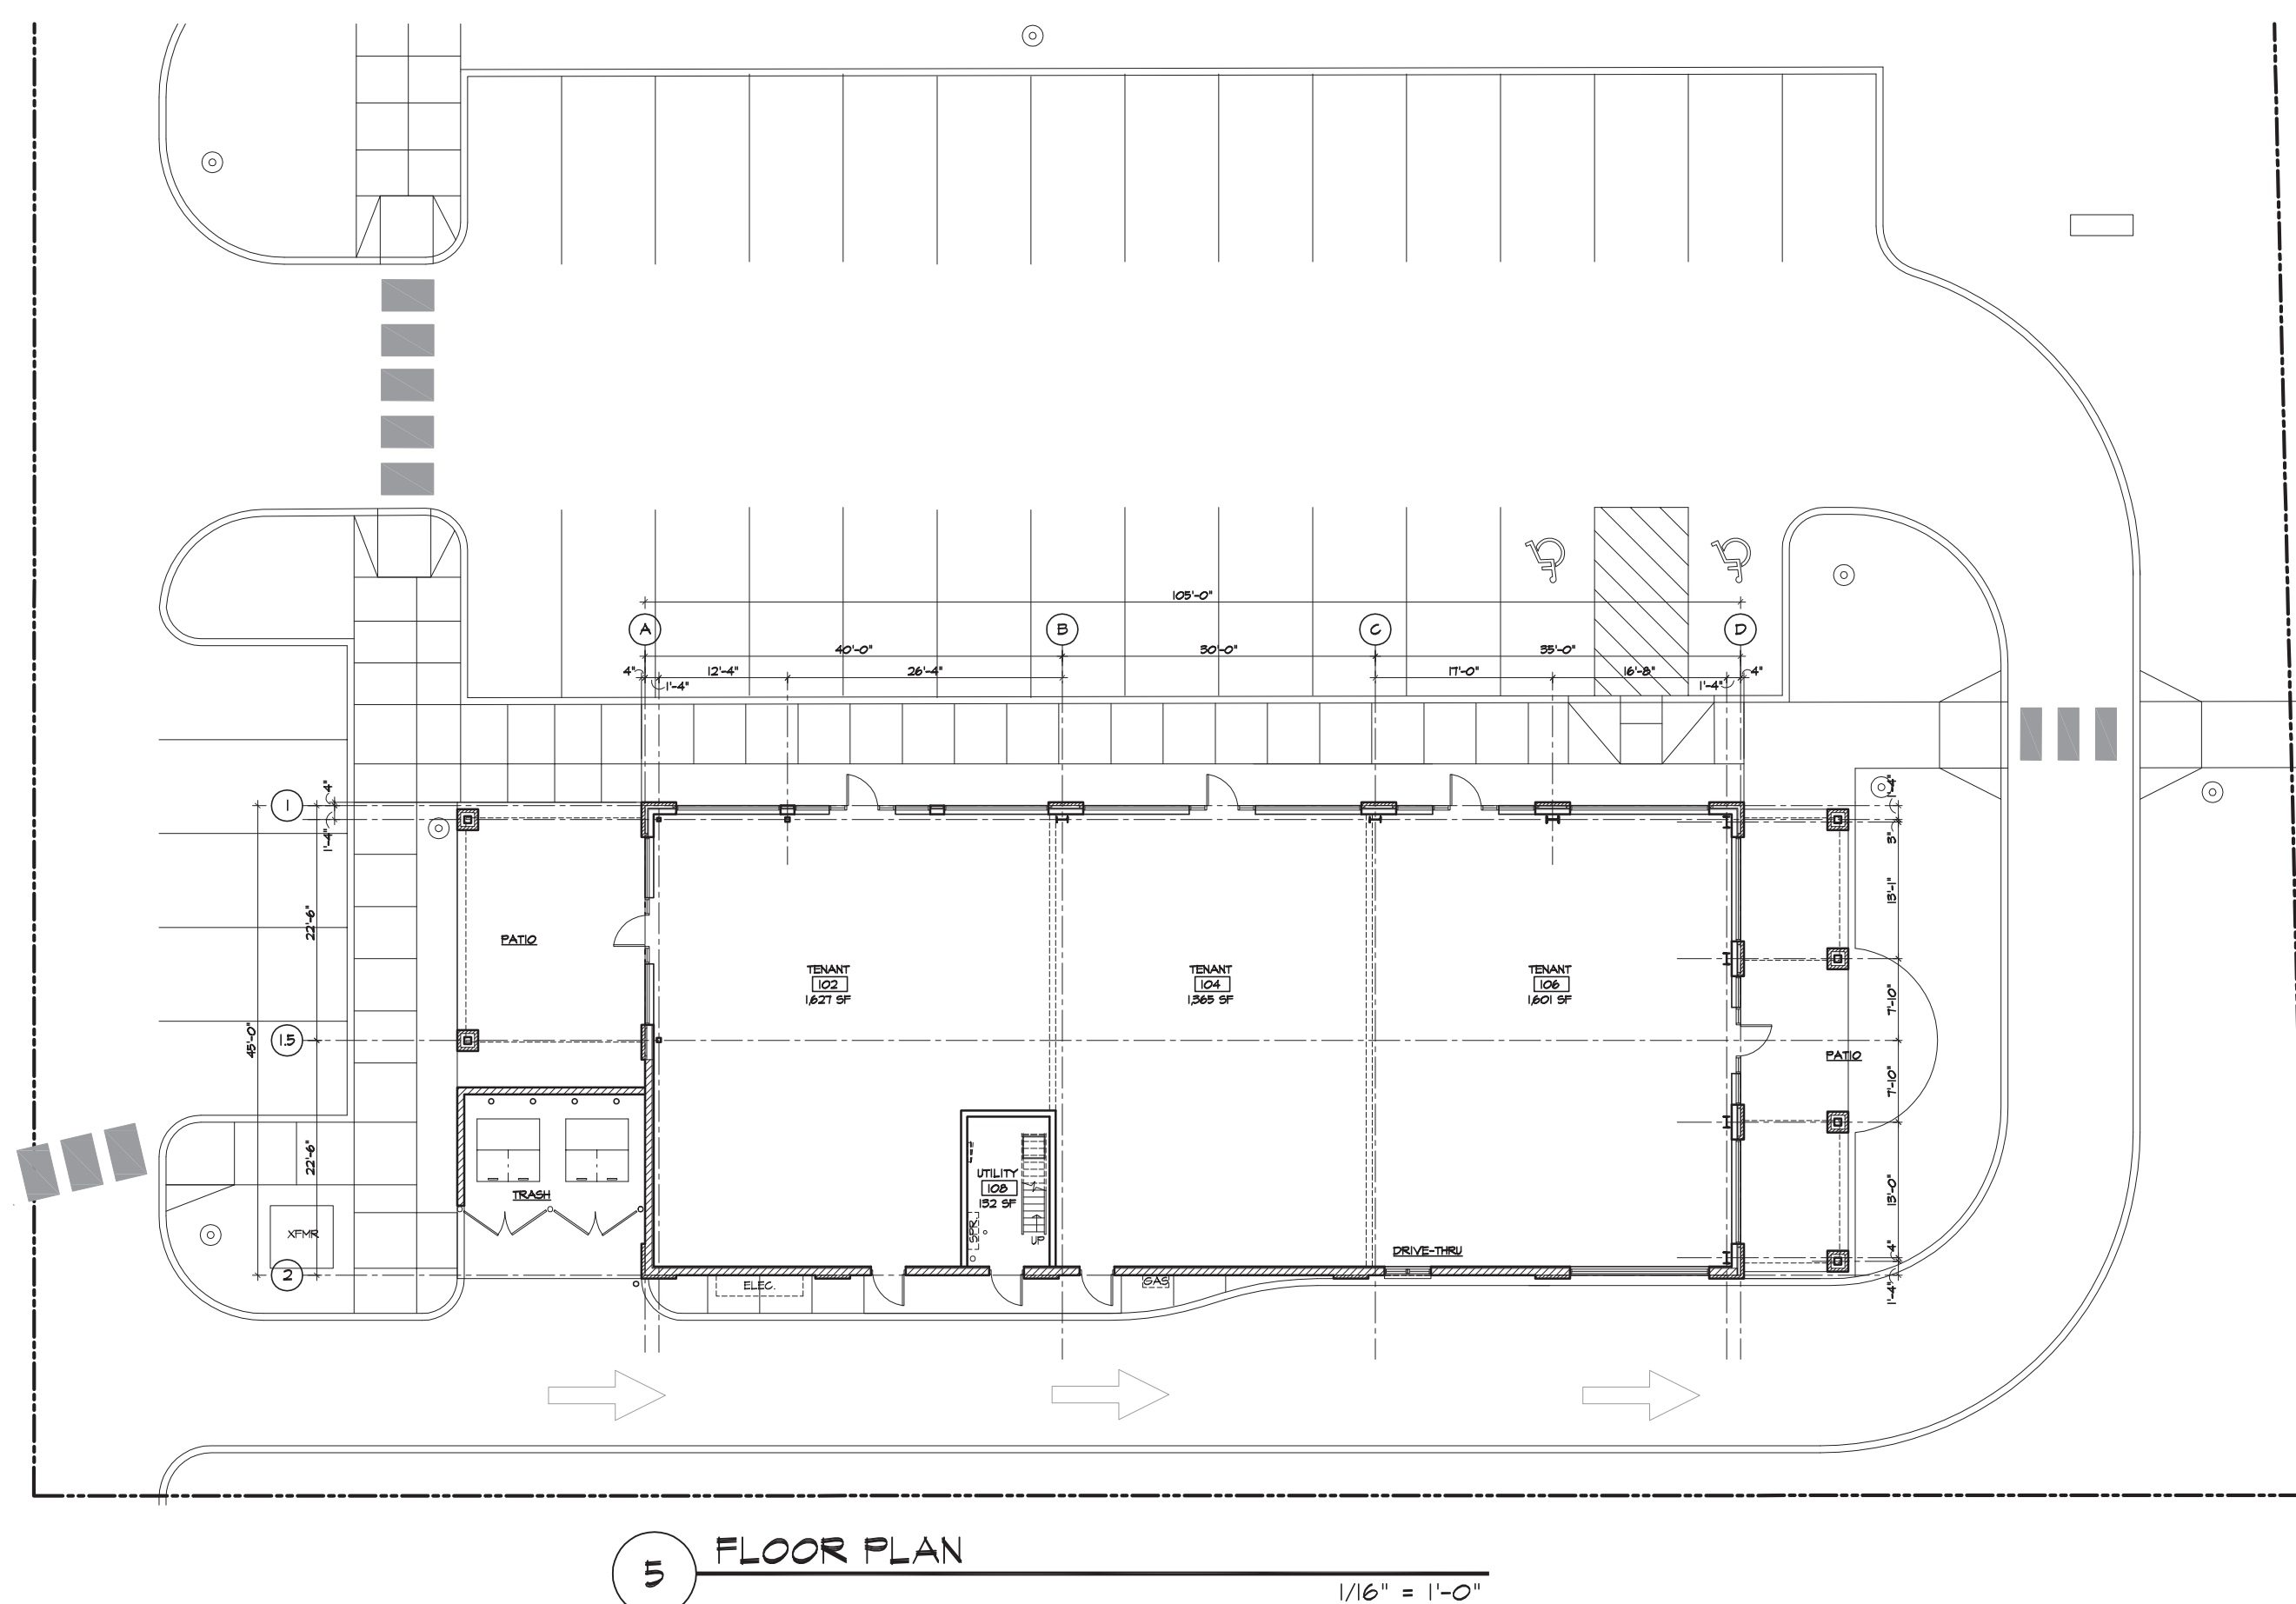 105'-0"
A
B
C
D
40'-0"
30'-0"
35'-0"
4"
12'-4"
26'-4"
17'-0"
16'-8"
4"
1'-4"
1'-4"
1
4"
1'-4"
1'-4"
3"
22'-6"
13'-1"
PATIO
TENANT
102
1,627 SF
TENANT
104
1,365 SF
TENANT
106
1,601 SF
7'-10"
45'-0"
1.5
PATIO
7'-10"
22'-6"
UTILITY
108
132 SF
TRASH
13'-0"
XFMR
SPR.
UP
DRIVE-THRU
4"
2
ELEC.
GAS
1'-4"
5
FLOOR PLAN
1/16" = 1'-0"